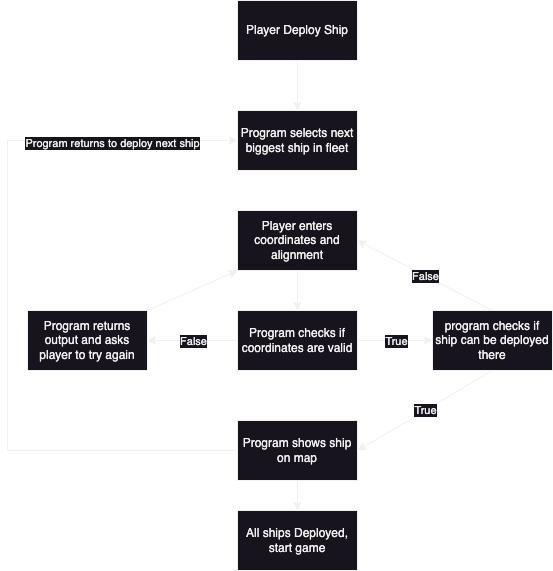 Player Deploy Ship
Program returns to deploy next ship
Program selects next
biggest ship in fleet
Player enters
coordinates and
alignment
False
Program returns
output and asks
player to try again
False
Program checks if
coordinates are valid
True
program checks if
ship can be deployed
there
True
Program shows ship
on map
All ships Deployed,
start game